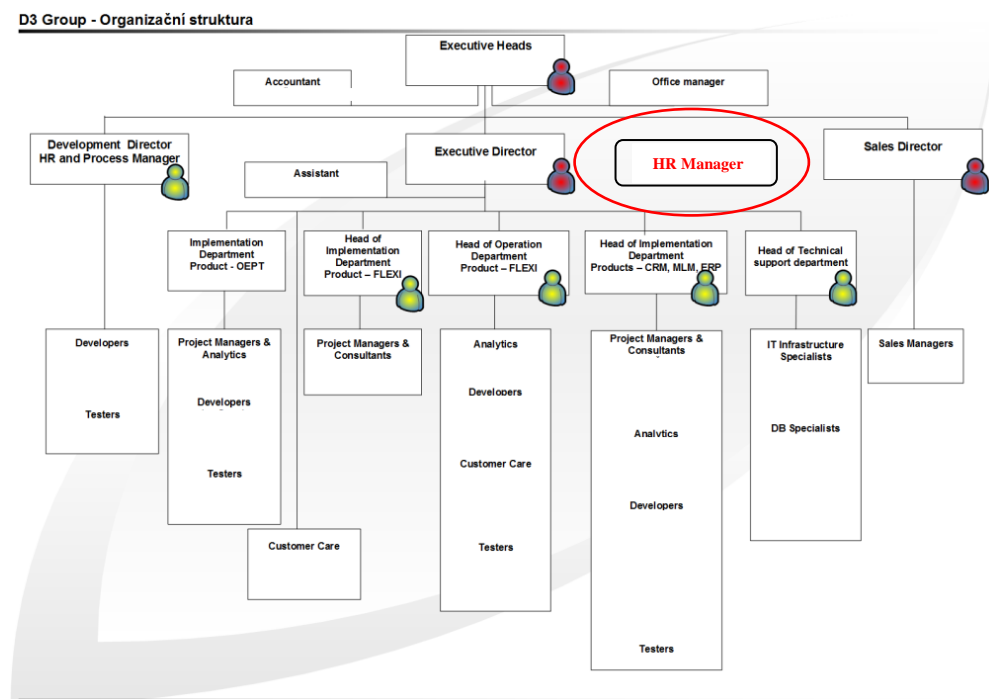 D3 Group - Organizační struktura
Executive Heads
Accountant
Office manager
Development Director
HR and Process Manager
Executive Director
HR Manager
Sales Director
Assistant
Implementation
Department
Product - OEPT
Head of
Implementation
Department
Product – FLEXI
Head of Operation
Department
Product – FLEXI
Head of Implementation
Department
Products – CRM, MLM, ERP
Head of Technical
support department
Developers
Testers
Project Managers &
Analytics
Developers
Testers
Customer Care
Project Managers &
Consultants
Analytics
Developers
Customer Care
Testers
Project Managers &
Consultants
Analytics
Developers
Testers
IT Infrastructure
Specialists
DB Specialists
Sales Managers